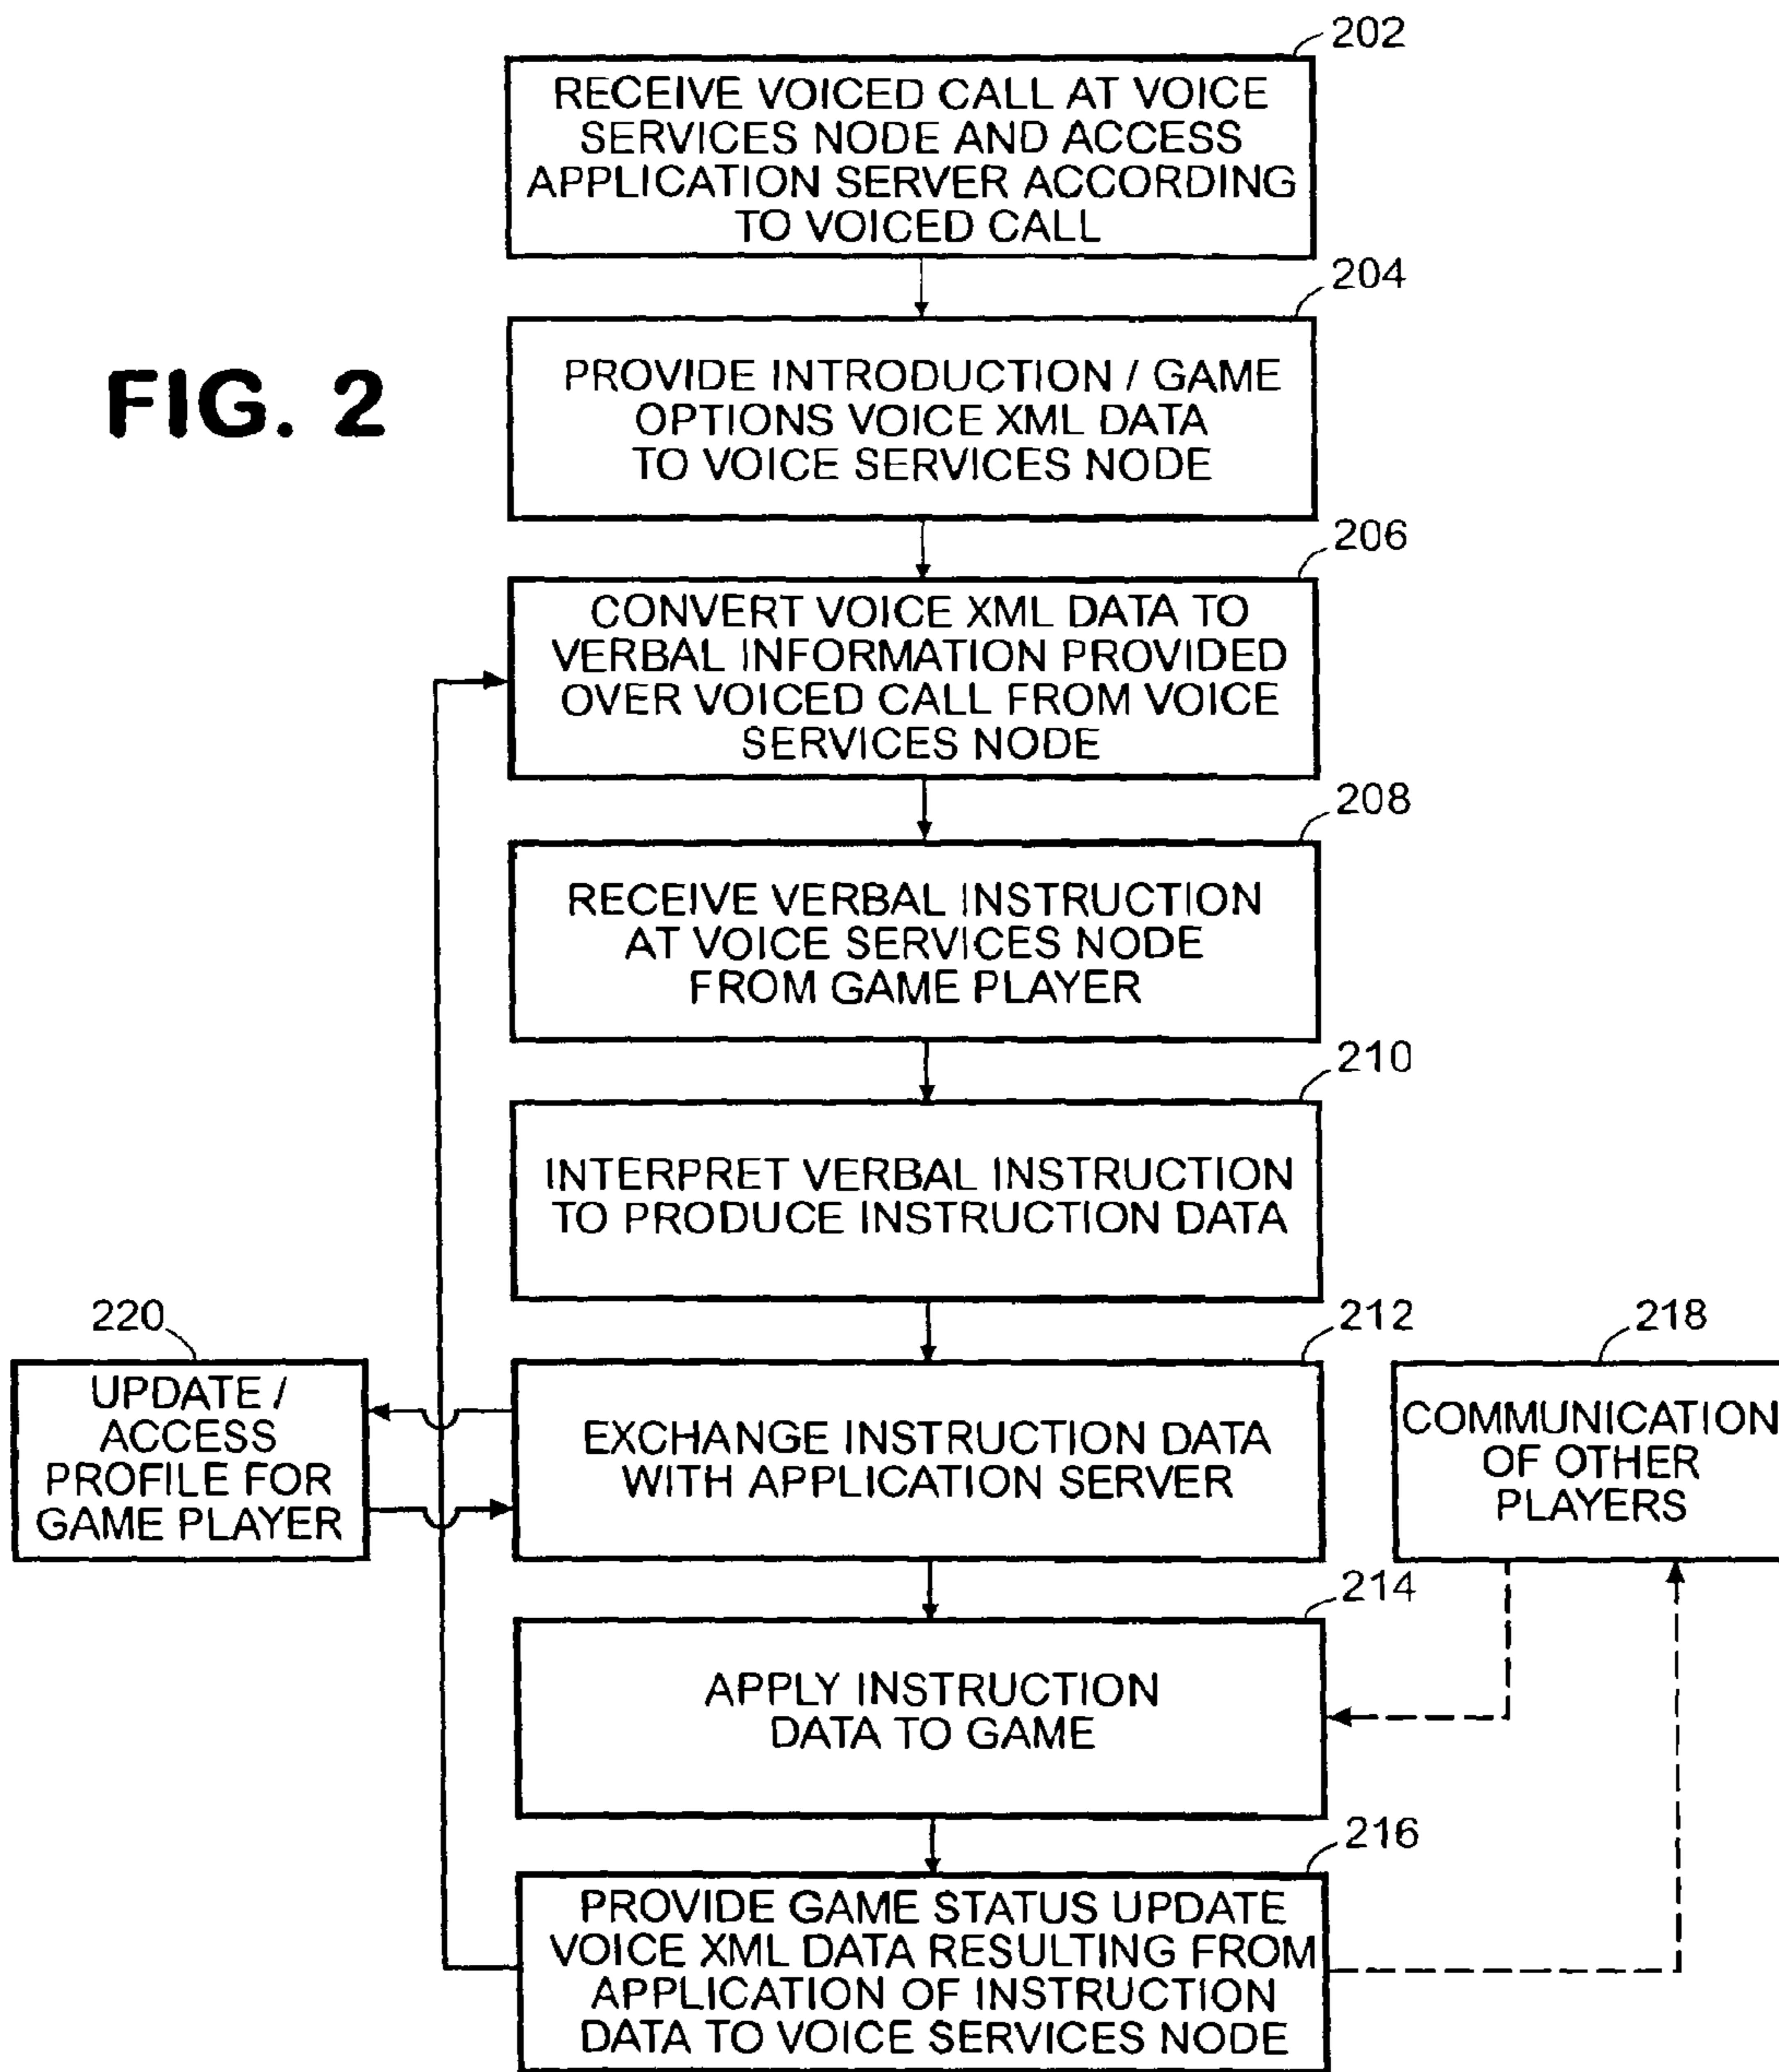 FIG. 2
202
RECEIVE VOICED CALL AT VOICE
SERVICES NODE AND ACCESS
APPLICATION SERVER ACCORDING
TO VOICED CALL
204
PROVIDE INTRODUCTION / GAME
OPTIONS VOICE XML DATA
TO VOICE SERVICES NODE
206
CONVERT VOICE XML DATA TO
VERBAL INFORMATION PROVIDED
OVER VOICED CALL FROM VOICE
SERVICES NODE
208
RECEIVE VERBAL INSTRUCTION
AT VOICE SERVICES NODE
FROM GAME PLAYER
210
INTERPRET VERBAL INSTRUCTION
TO PRODUCE INSTRUCTION DATA
220
UPDATE /
ACCESS
PROFILE FOR
GAME PLAYER
212
EXCHANGE INSTRUCTION DATA
WITH APPLICATION SERVER
218
COMMUNICATION
OF OTHER
PLAYERS
214
APPLY INSTRUCTION
DATA TO GAME
216
PROVIDE GAME STATUS UPDATE
VOICE XML DATA RESULTING FROM
APPLICATION OF INSTRUCTION
DATA TO VOICE SERVICES NODE